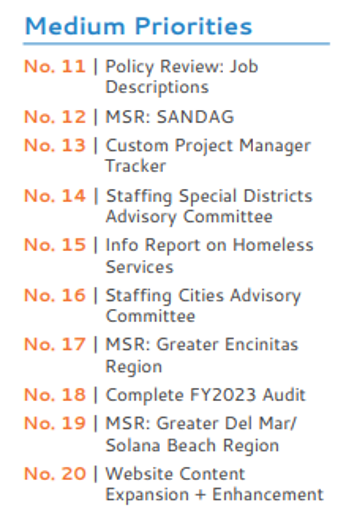 Medium Priorities
No. 11 | Policy Review: Job
Descriptions
No. 12 | MSR: SANDAG
No. 13 | Custom Project Manager
Tracker
No. 14 | Staffing Special Districts
Advisory Committee
No. 15 | Info Report on Homeless
Services
No. 16 | Staffing Cities Advisory
Committee
No. 17 | MSR: Greater Encinitas
Region
No. 18 | Complete FY2023 Audit
No. 19 | MSR: Greater Del Mar/
Solana Beach Region
No. 20 | Website Content
Expansion + Enhancement